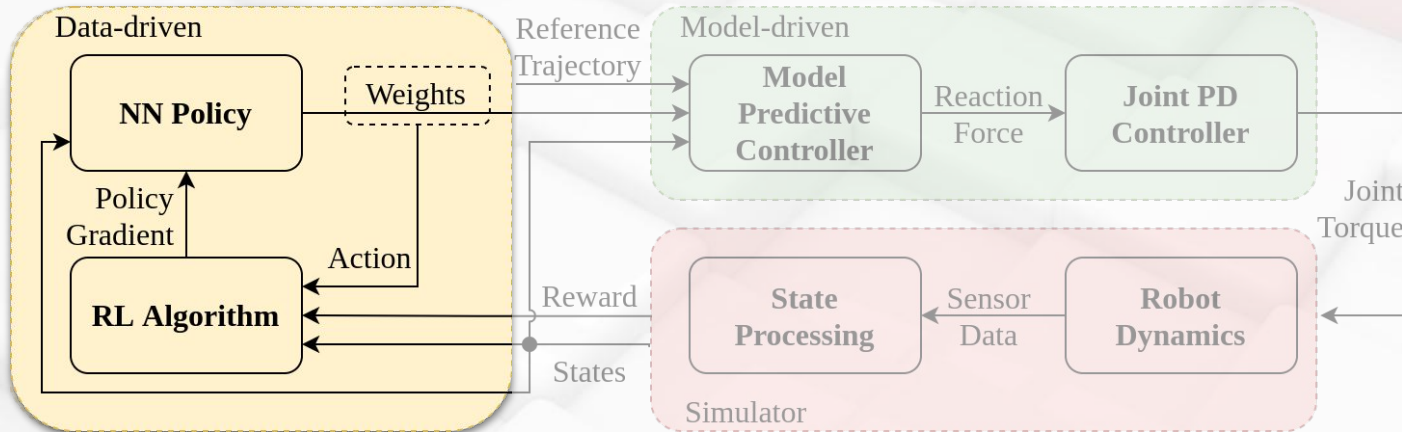 Data-driven
NN Policy
Weights
Policy
Gradient
Action
RL Algorithm
Reference
Trajectory
Model-driven
Model
Predictive
Controller
Reaction
Force
Joint PD
Controller
Joint
Torque
Reward
States
State
Processing
Sensor
Data
Robot
Dynamics
Simulator